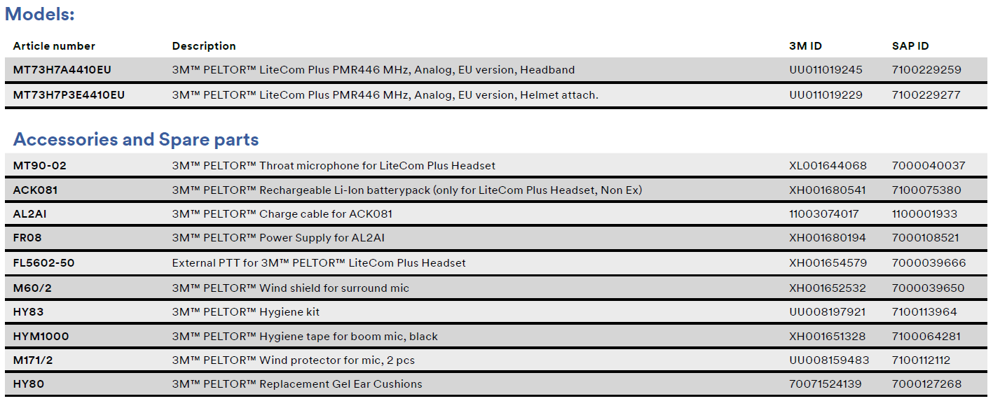 Models:
Article number Description 3M ID SAP ID
MT73H7A4410EU 3M™ PELTOR™ LiteCom Plus PMR446 MHz, Analog, EU version, Headband UU011019245 7100229259
MT73H7P3E4410EU 3M™ PELTOR™ LiteCom Plus PMR446 MHz, Analog, EU version, Helmet attach. UU011019229 7100229277
Accessories and Spare parts
MT90-02 3M™ PELTOR™ Throat microphone for LiteCom Plus Headset XL001644068 7000040037
ACK081 3M™ PELTOR™ Rechargeable Li-Ion batterypack (only for LiteCom Plus Headset, Non Ex) XH001680541 7100075380
AL2AI 3M™ PELTOR™ Charge cable for ACK081 11003074017 1100001933
FR08 3M™ PELTOR™ Power Supply for AL2AI XH001680194 7000108521
FL5602-50 External PTT for 3M™ PELTOR™ LiteCom Plus Headset XH001654579 7000039666
M60/2 3M™ PELTOR™ Wind shield for surround mic XH001652532 7000039650
HY83 3M™ PELTOR™ Hygiene kit UU008197921 7100113964
HYM1000 3M™ PELTOR™ Hygiene tape for boom mic, black XH001651328 7100064281
M171/2 3M™ PELTOR™ Wind protector for mic, 2 pcs UU008159483 7100112112
HY80 3M™ PELTOR™ Replacement Gel Ear Cushions 70071524139 7000127268